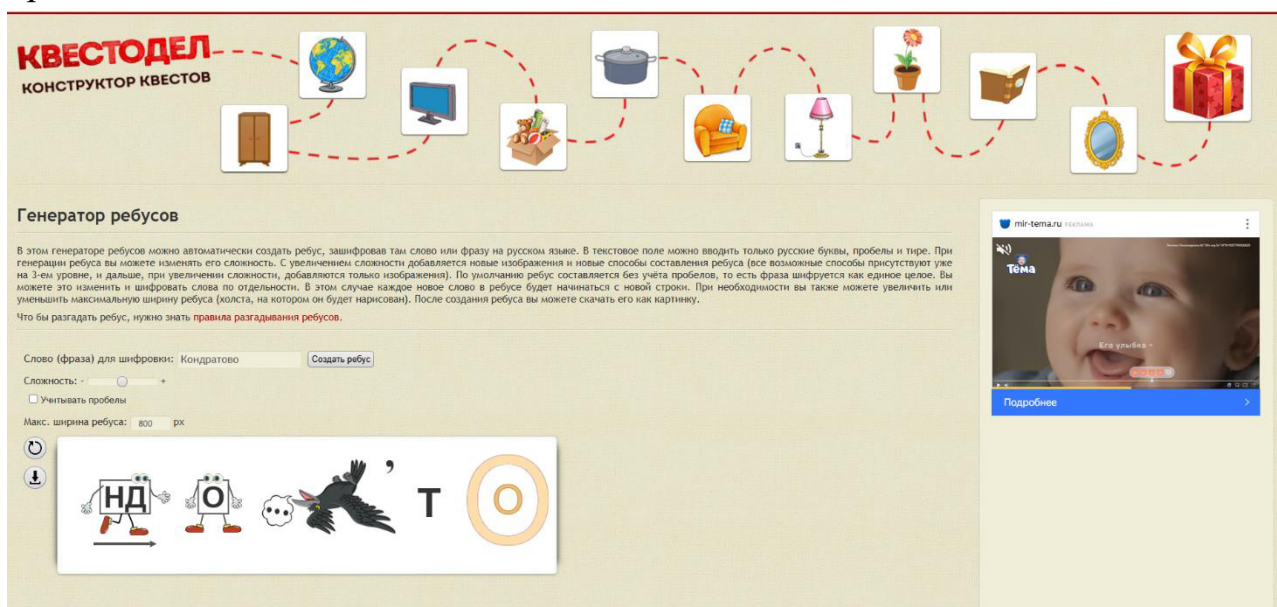 КВЕСТОДЕЛ
КОНСТРУКТОР КВЕСТОВ
Генератор ребусов
В этом генераторе ребусов можно автоматически создать ребус, зашифровав там слово или фразу на русском языке. В текстовое поле можно вводить только русские буквы, пробелы и тире. При
генерации ребуса вы можете изменять его сложность. С увеличением сложности добавляется новые изображения и новые способы составления ребуса (все возможные способы присутствуют уже
на 3-ем уровне, и дальше, при увеличении сложности, добавляются только изображения). По умолчанию ребус составляется без учёта пробелов, то есть фраза шифруется как единое целое. Вы
можете это изменить и шифровать слова по отдельности. В этом случае каждое новое слово в ребусе будет начинаться с новой строки. При необходимости вы также можете увеличить или
уменьшить максимальную ширину ребуса (холста, на котором он будет нарисован). После создания ребуса вы можете скачать его как картинку.
Что бы разгадать ребус, нужно знать правила разгадывания ребусов.
Слово (фраза) для шифровки: Кондратово Создать ребус
Сложность: - +
Учитывать пробелы
Макс. ширина ребуса: 800 px
НД О ... , Т О
mir-tema.ru РЕКЛАМА
Тёма
Его улыбка -
Подробнее